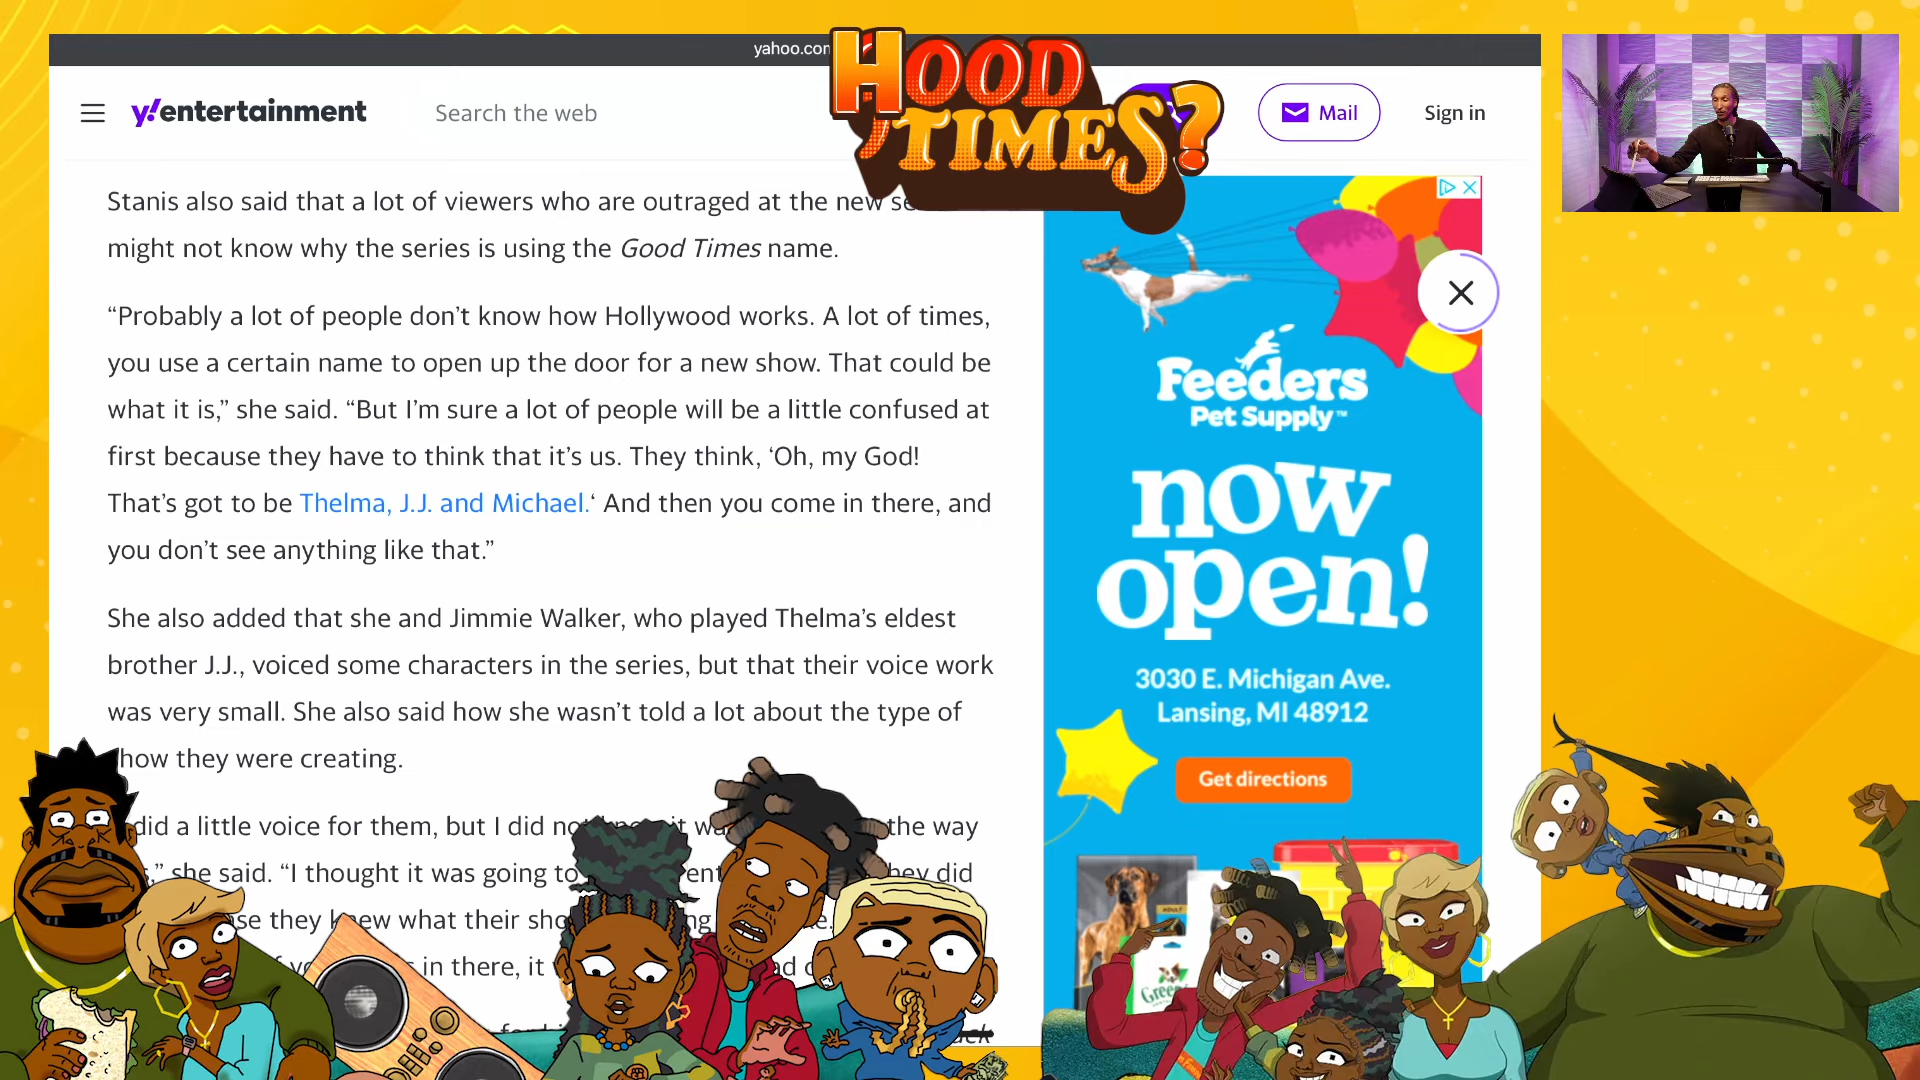 yahoo.com
HOOD
TIMES?
y!entertainment
Search the web
Mail
Sign in
Stanis also said that a lot of viewers who are outraged at the new se
might not know why the series is using the Good Times name.
“Probably a lot of people don’t know how Hollywood works. A lot of times,
you use a certain name to open up the door for a new show. That could be
what it is,” she said. “But I’m sure a lot of people will be a little confused at
first because they have to think that it’s us. They think, ‘Oh, my God!
That’s got to be Thelma, J.J. and Michael.‘ And then you come in there, and
you don’t see anything like that.”
She also added that she and Jimmie Walker, who played Thelma’s eldest
brother J.J., voiced some characters in the series, but that their voice work
was very small. She also said how she wasn’t told a lot about the type of
how they were creating.
did a little voice for them, but I did not know it wa the way
,” she said. “I thought it was going to hey did
se they knew what their sho
in there, it
Feeders
Pet Supply™
now
open!
3030 E. Michigan Ave.
Lansing, MI 48912
Get directions
ADULT
Green